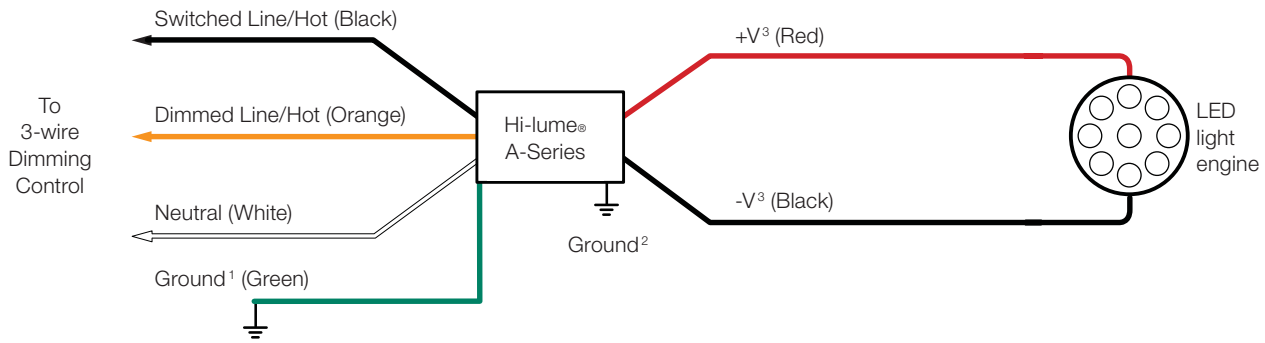 Switched Line/Hot (Black)
+V³ (Red)
To
3-wire
Dimming
Control
Dimmed Line/Hot (Orange)
Hi-lume®
A-Series
LED
light
engine
Neutral (White)
-V³ (Black)
Ground²
Ground¹ (Green)